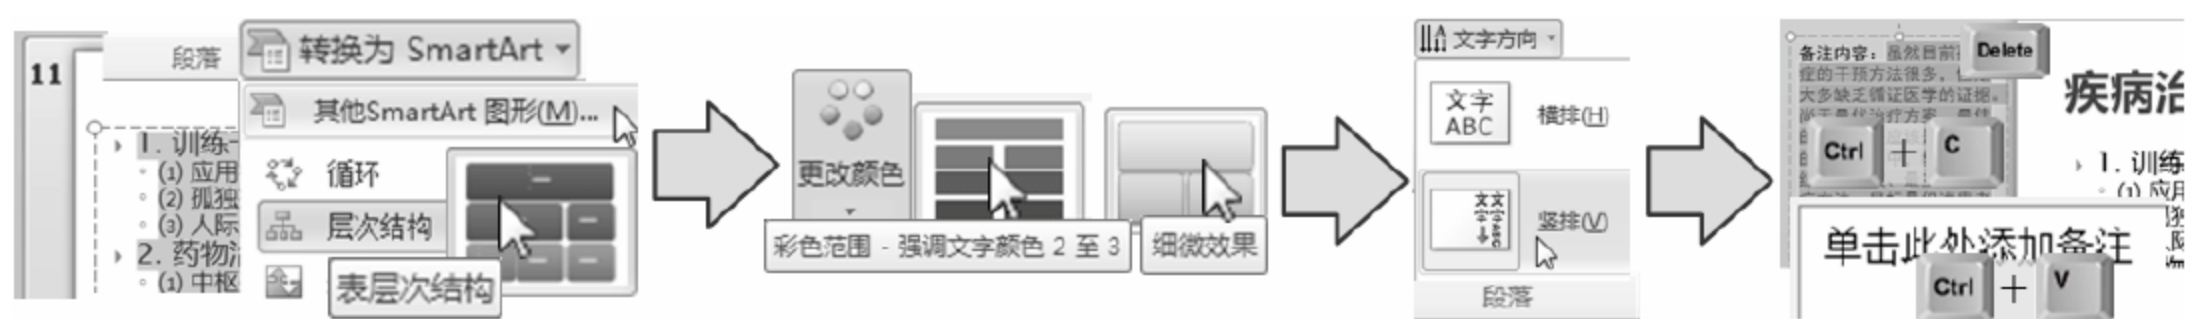 11
段落
转换为 SmartArt
其他SmartArt 图形(M)...
1. 训练
(1) 应用
(2) 孤独
(3) 人际
2. 药物
(1) 中枢
循环
层次结构
表层次结构
更改颜色
彩色范围 - 强调文字颜色 2 至 3
细微效果
文字方向
文字
ABC
横排(H)
文字ABC
竖排(V)
段落
备注内容：虽然目前
症的干预方法很多，
大多缺乏循证医学的证据。
Delete
Ctrl + C
疾病治
1. 训练
(1) 应用
单击此处添加备注
Ctrl + V